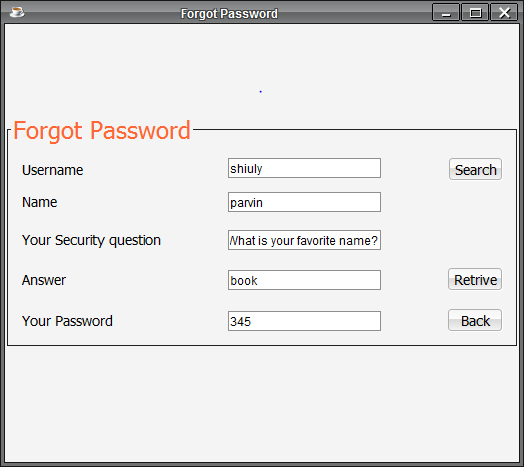 Forgot Password
Forgot Password
Username shiuly Search
Name parvin
Your Security question What is your favorite name?
Answer book Retrive
Your Password 345 Back